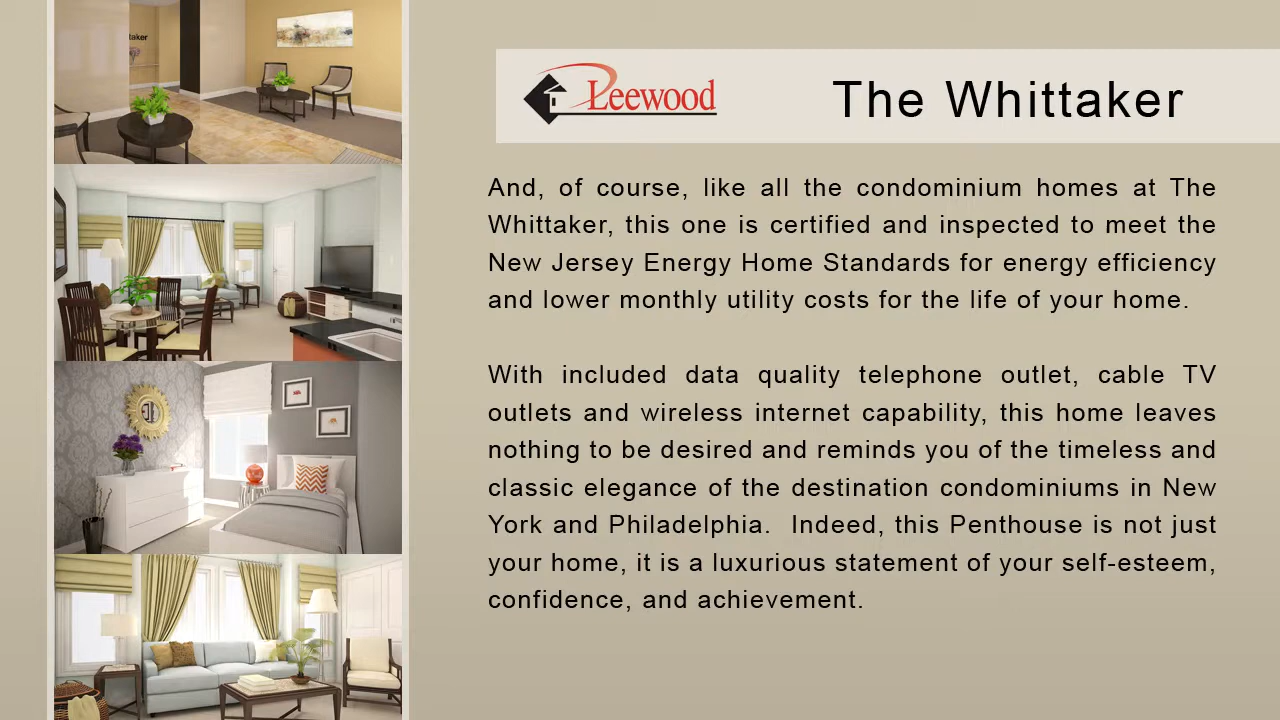 taker
Leewood
The Whittaker
And, of course, like all the condominium homes at The
Whittaker, this one is certified and inspected to meet the
New Jersey Energy Home Standards for energy efficiency
and lower monthly utility costs for the life of your home.
With included data quality telephone outlet, cable TV
outlets and wireless internet capability, this home leaves
nothing to be desired and reminds you of the timeless and
classic elegance of the destination condominiums in New
York and Philadelphia.  Indeed, this Penthouse is not just
your home, it is a luxurious statement of your self-esteem,
confidence, and achievement.